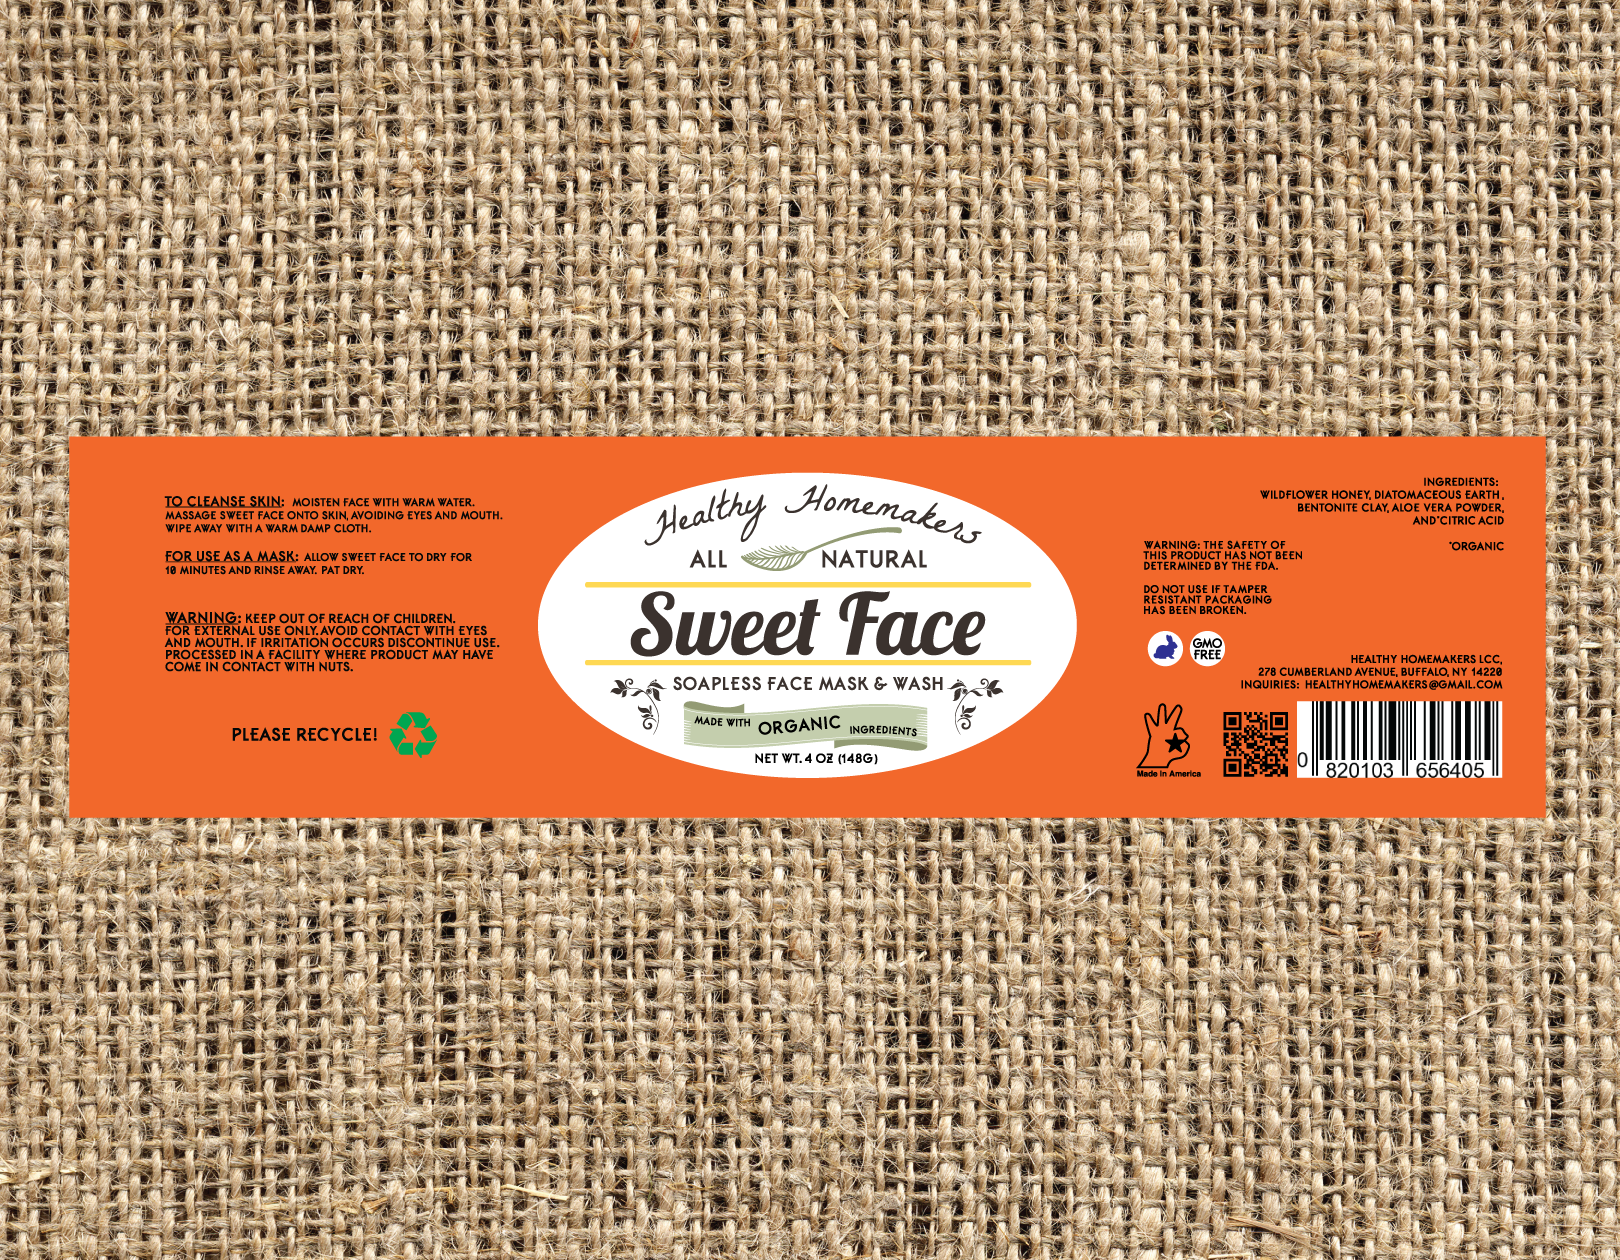 TO CLEANSE SKIN: MOISTEN FACE WITH WARM WATER.
MASSAGE SWEET FACE ONTO SKIN, AVOIDING EYES AND MOUTH.
WIPE AWAY WITH A WARM DAMP CLOTH.
FOR USE AS A MASK: ALLOW SWEET FACE TO DRY FOR
10 MINUTES AND RINSE AWAY. PAT DRY.
WARNING: KEEP OUT OF REACH OF CHILDREN.
FOR EXTERNAL USE ONLY. AVOID CONTACT WITH EYES
AND MOUTH. IF IRRITATION OCCURS DISCONTINUE USE.
PROCESSED IN A FACILITY WHERE PRODUCT MAY HAVE
COME IN CONTACT WITH NUTS.
PLEASE RECYCLE!
Healthy Homemakers
ALL NATURAL
Sweet Face
SOAPLESS FACE MASK & WASH
MADE WITH ORGANIC INGREDIENTS
NET WT. 4 OZ (148G)
INGREDIENTS:
WILDFLOWER HONEY, DIATOMACEOUS EARTH,
BENTONITE CLAY, ALOE VERA POWDER,
AND *CITRIC ACID
*ORGANIC
WARNING: THE SAFETY OF
THIS PRODUCT HAS NOT BEEN
DETERMINED BY THE FDA.
DO NOT USE IF TAMPER
RESISTANT PACKAGING
HAS BEEN BROKEN.
GMO
FREE
HEALTHY HOMEMAKERS LCC,
278 CUMBERLAND AVENUE, BUFFALO, NY 14220
INQUIRIES: HEALTHYHOMEMAKERS@GMAIL.COM
Made In America
0 820103 656405